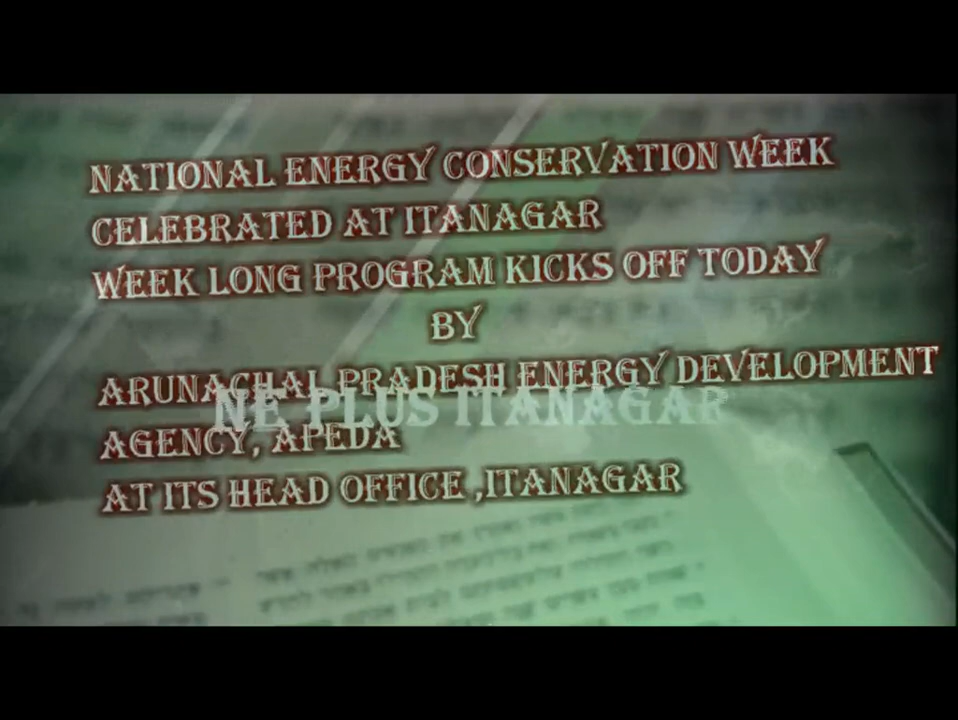 NATIONAL ENERGY CONSERVATION WEEK
CELEBRATED AT ITANAGAR
WEEK LONG PROGRAM KICKS OFF TODAY
BY
ARUNACHAL PRADESH ENERGY DEVELOPMENT
NE PLUS ITANAGAR
AGENCY, APEDA
AT ITS HEAD OFFICE ,ITANAGAR